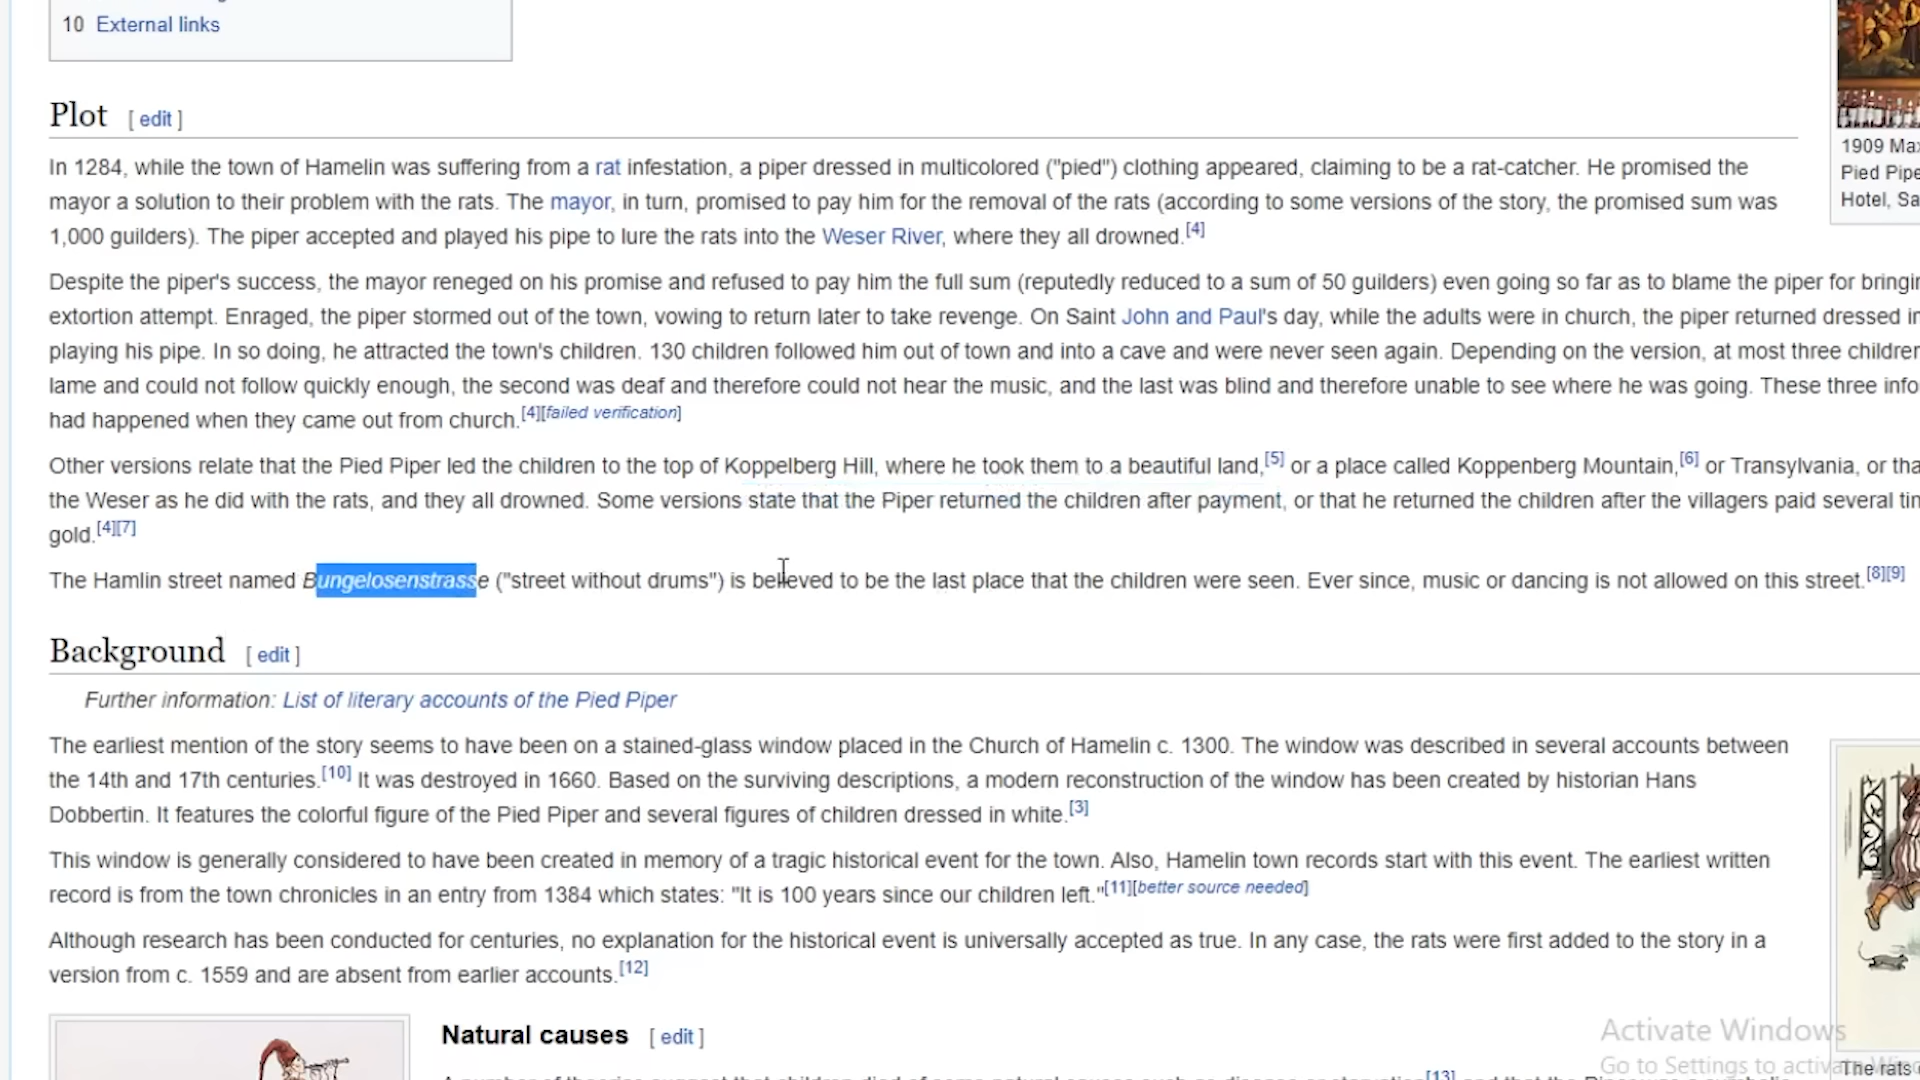 10 External links
Plot [ edit ]
1909 Max
Pied Pipe
Hotel, Sa
In 1284, while the town of Hamelin was suffering from a rat infestation, a piper dressed in multicolored ("pied") clothing appeared, claiming to be a rat-catcher. He promised the
mayor a solution to their problem with the rats. The mayor, in turn, promised to pay him for the removal of the rats (according to some versions of the story, the promised sum was
1,000 guilders). The piper accepted and played his pipe to lure the rats into the Weser River, where they all drowned.[4]
Despite the piper's success, the mayor reneged on his promise and refused to pay him the full sum (reputedly reduced to a sum of 50 guilders) even going so far as to blame the piper for bringin
extortion attempt. Enraged, the piper stormed out of the town, vowing to return later to take revenge. On Saint John and Paul's day, while the adults were in church, the piper returned dressed in
playing his pipe. In so doing, he attracted the town's children. 130 children followed him out of town and into a cave and were never seen again. Depending on the version, at most three children
lame and could not follow quickly enough, the second was deaf and therefore could not hear the music, and the last was blind and therefore unable to see where he was going. These three info
had happened when they came out from church.[4][failed verification]
Other versions relate that the Pied Piper led the children to the top of Koppelberg Hill, where he took them to a beautiful land,[5] or a place called Koppenberg Mountain,[6] or Transylvania, or tha
the Weser as he did with the rats, and they all drowned. Some versions state that the Piper returned the children after payment, or that he returned the children after the villagers paid several tin
gold.[4][7]
The Hamlin street named Bungelosenstrasse ("street without drums") is believed to be the last place that the children were seen. Ever since, music or dancing is not allowed on this street.[8][9]
Background [ edit ]
Further information: List of literary accounts of the Pied Piper
The earliest mention of the story seems to have been on a stained-glass window placed in the Church of Hamelin c. 1300. The window was described in several accounts between
the 14th and 17th centuries.[10] It was destroyed in 1660. Based on the surviving descriptions, a modern reconstruction of the window has been created by historian Hans
Dobbertin. It features the colorful figure of the Pied Piper and several figures of children dressed in white.[3]
This window is generally considered to have been created in memory of a tragic historical event for the town. Also, Hamelin town records start with this event. The earliest written
record is from the town chronicles in an entry from 1384 which states: "It is 100 years since our children left."[11][better source needed]
Although research has been conducted for centuries, no explanation for the historical event is universally accepted as true. In any case, the rats were first added to the story in a
version from c. 1559 and are absent from earlier accounts.[12]
Natural causes [ edit ]
Activate Windows
Go to Settings to activate Win
The rats